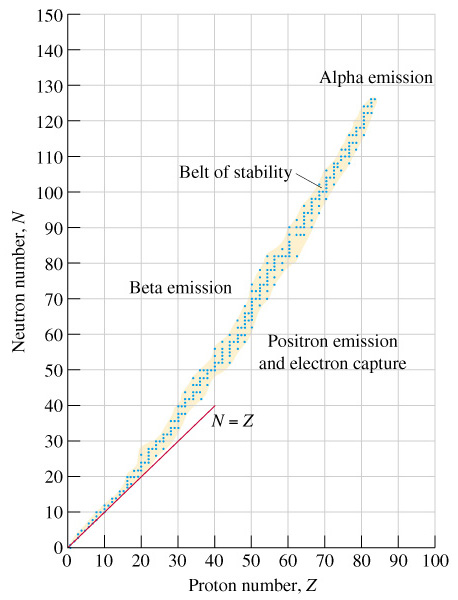 150
140
130
120
110
100
90
80
70
60
50
40
30
20
10
0
Neutron number, N
Alpha emission
Belt of stability
Beta emission
Positron emission
and electron capture
N = Z
0 10 20 30 40 50 60 70 80 90 100
Proton number, Z